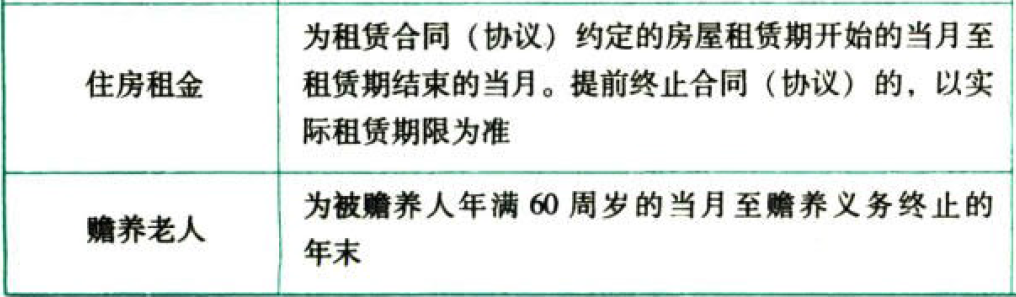 住房租金
为租赁合同（协议）约定的房屋租赁期开始的当月至
租赁期结束的当月。提前终止合同（协议）的，以实
际租赁期限为准
赡养老人
为被赡养人年满 60 周岁的当月至赡养义务终止的
年末